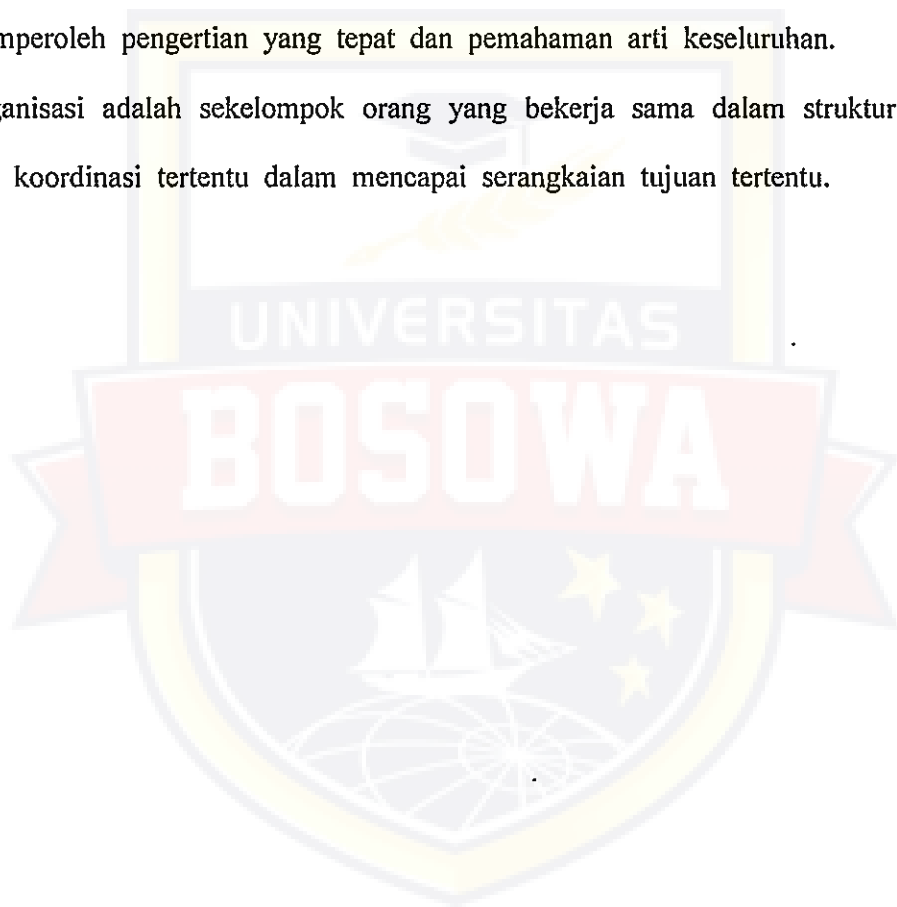 mperoleh pengertian yang tepat dan pemahaman arti keseluruhan.
ganisasi adalah sekelompok orang yang bekerja sama dalam struktur
koordinasi tertentu dalam mencapai serangkaian tujuan tertentu.
UNIVERSITAS
BOSOWA